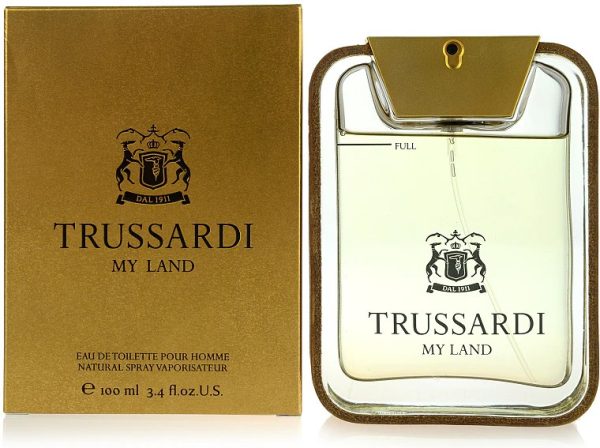 DAL 1911
TRUSSARDI
MY LAND
EAU DE TOILETTE POUR HOMME
NATURAL SPRAY VAPORISATEUR
e 100 ml 3.4 fl.oz.U.S.
FULL
DAL 1911
TRUSSARDI
MY LAND